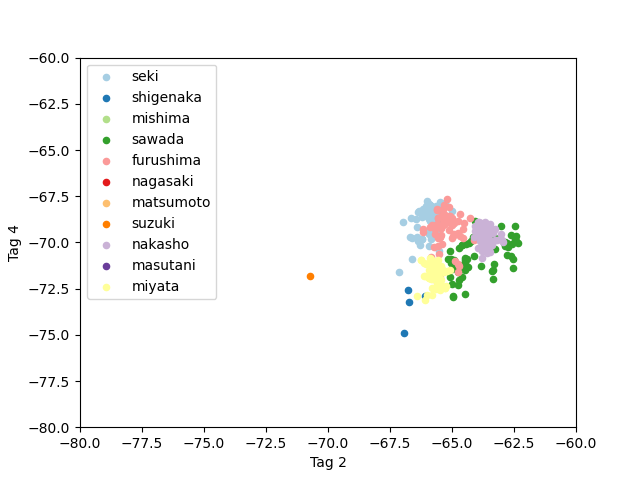 −60.0
−62.5
−65.0
−67.5
−70.0
−72.5
−75.0
−77.5
−80.0
Tag 4
seki
shigenaka
mishima
sawada
furushima
nagasaki
matsumoto
suzuki
nakasho
masutani
miyata
−80.0 −77.5 −75.0 −72.5 −70.0 −67.5 −65.0 −62.5 −60.0
Tag 2